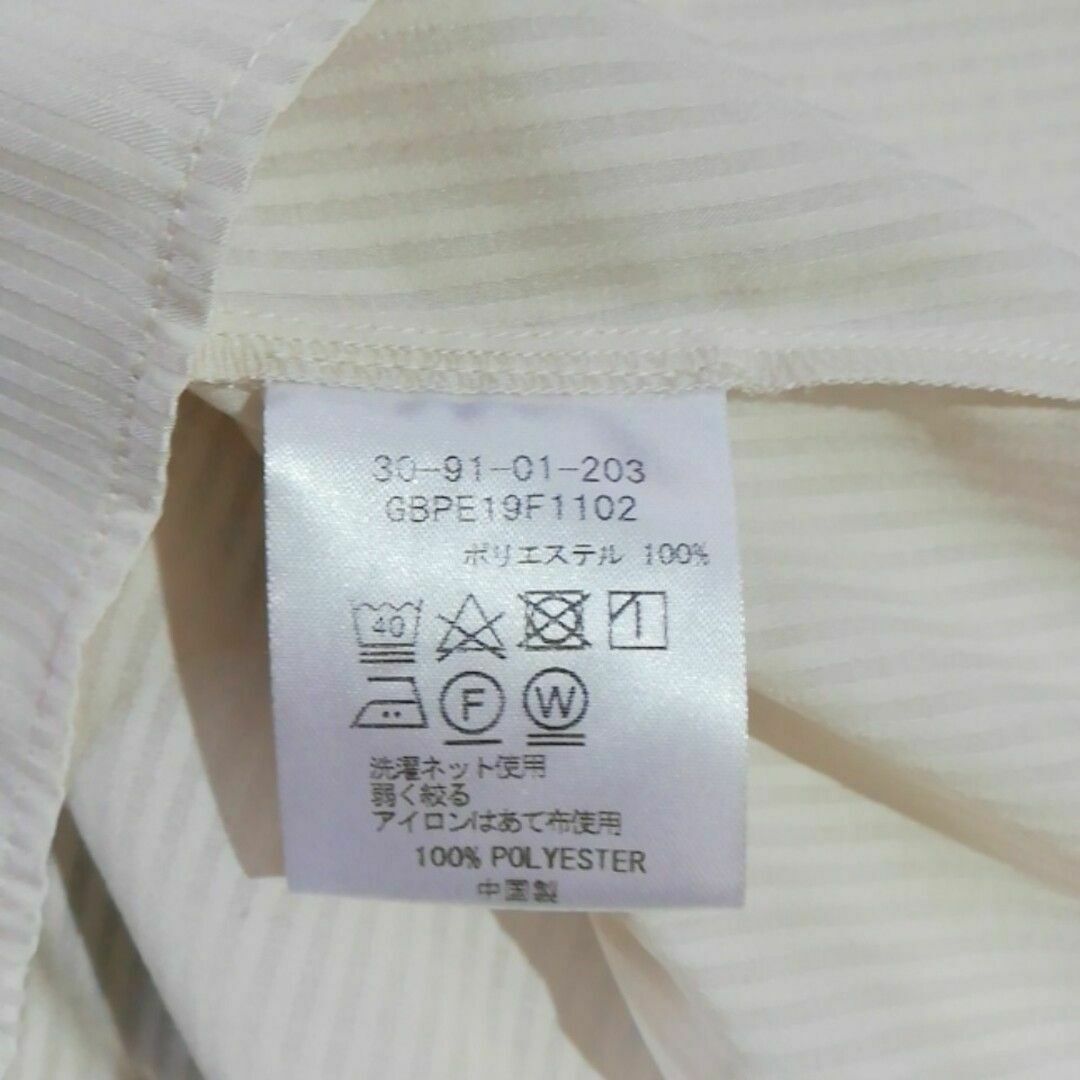 30-91-01-203
GBPE19F1102
ポリエステル 100%
40
F W
洗濯ネット使用
弱く絞る
アイロンはあて布使用
100% POLYESTER
中国製